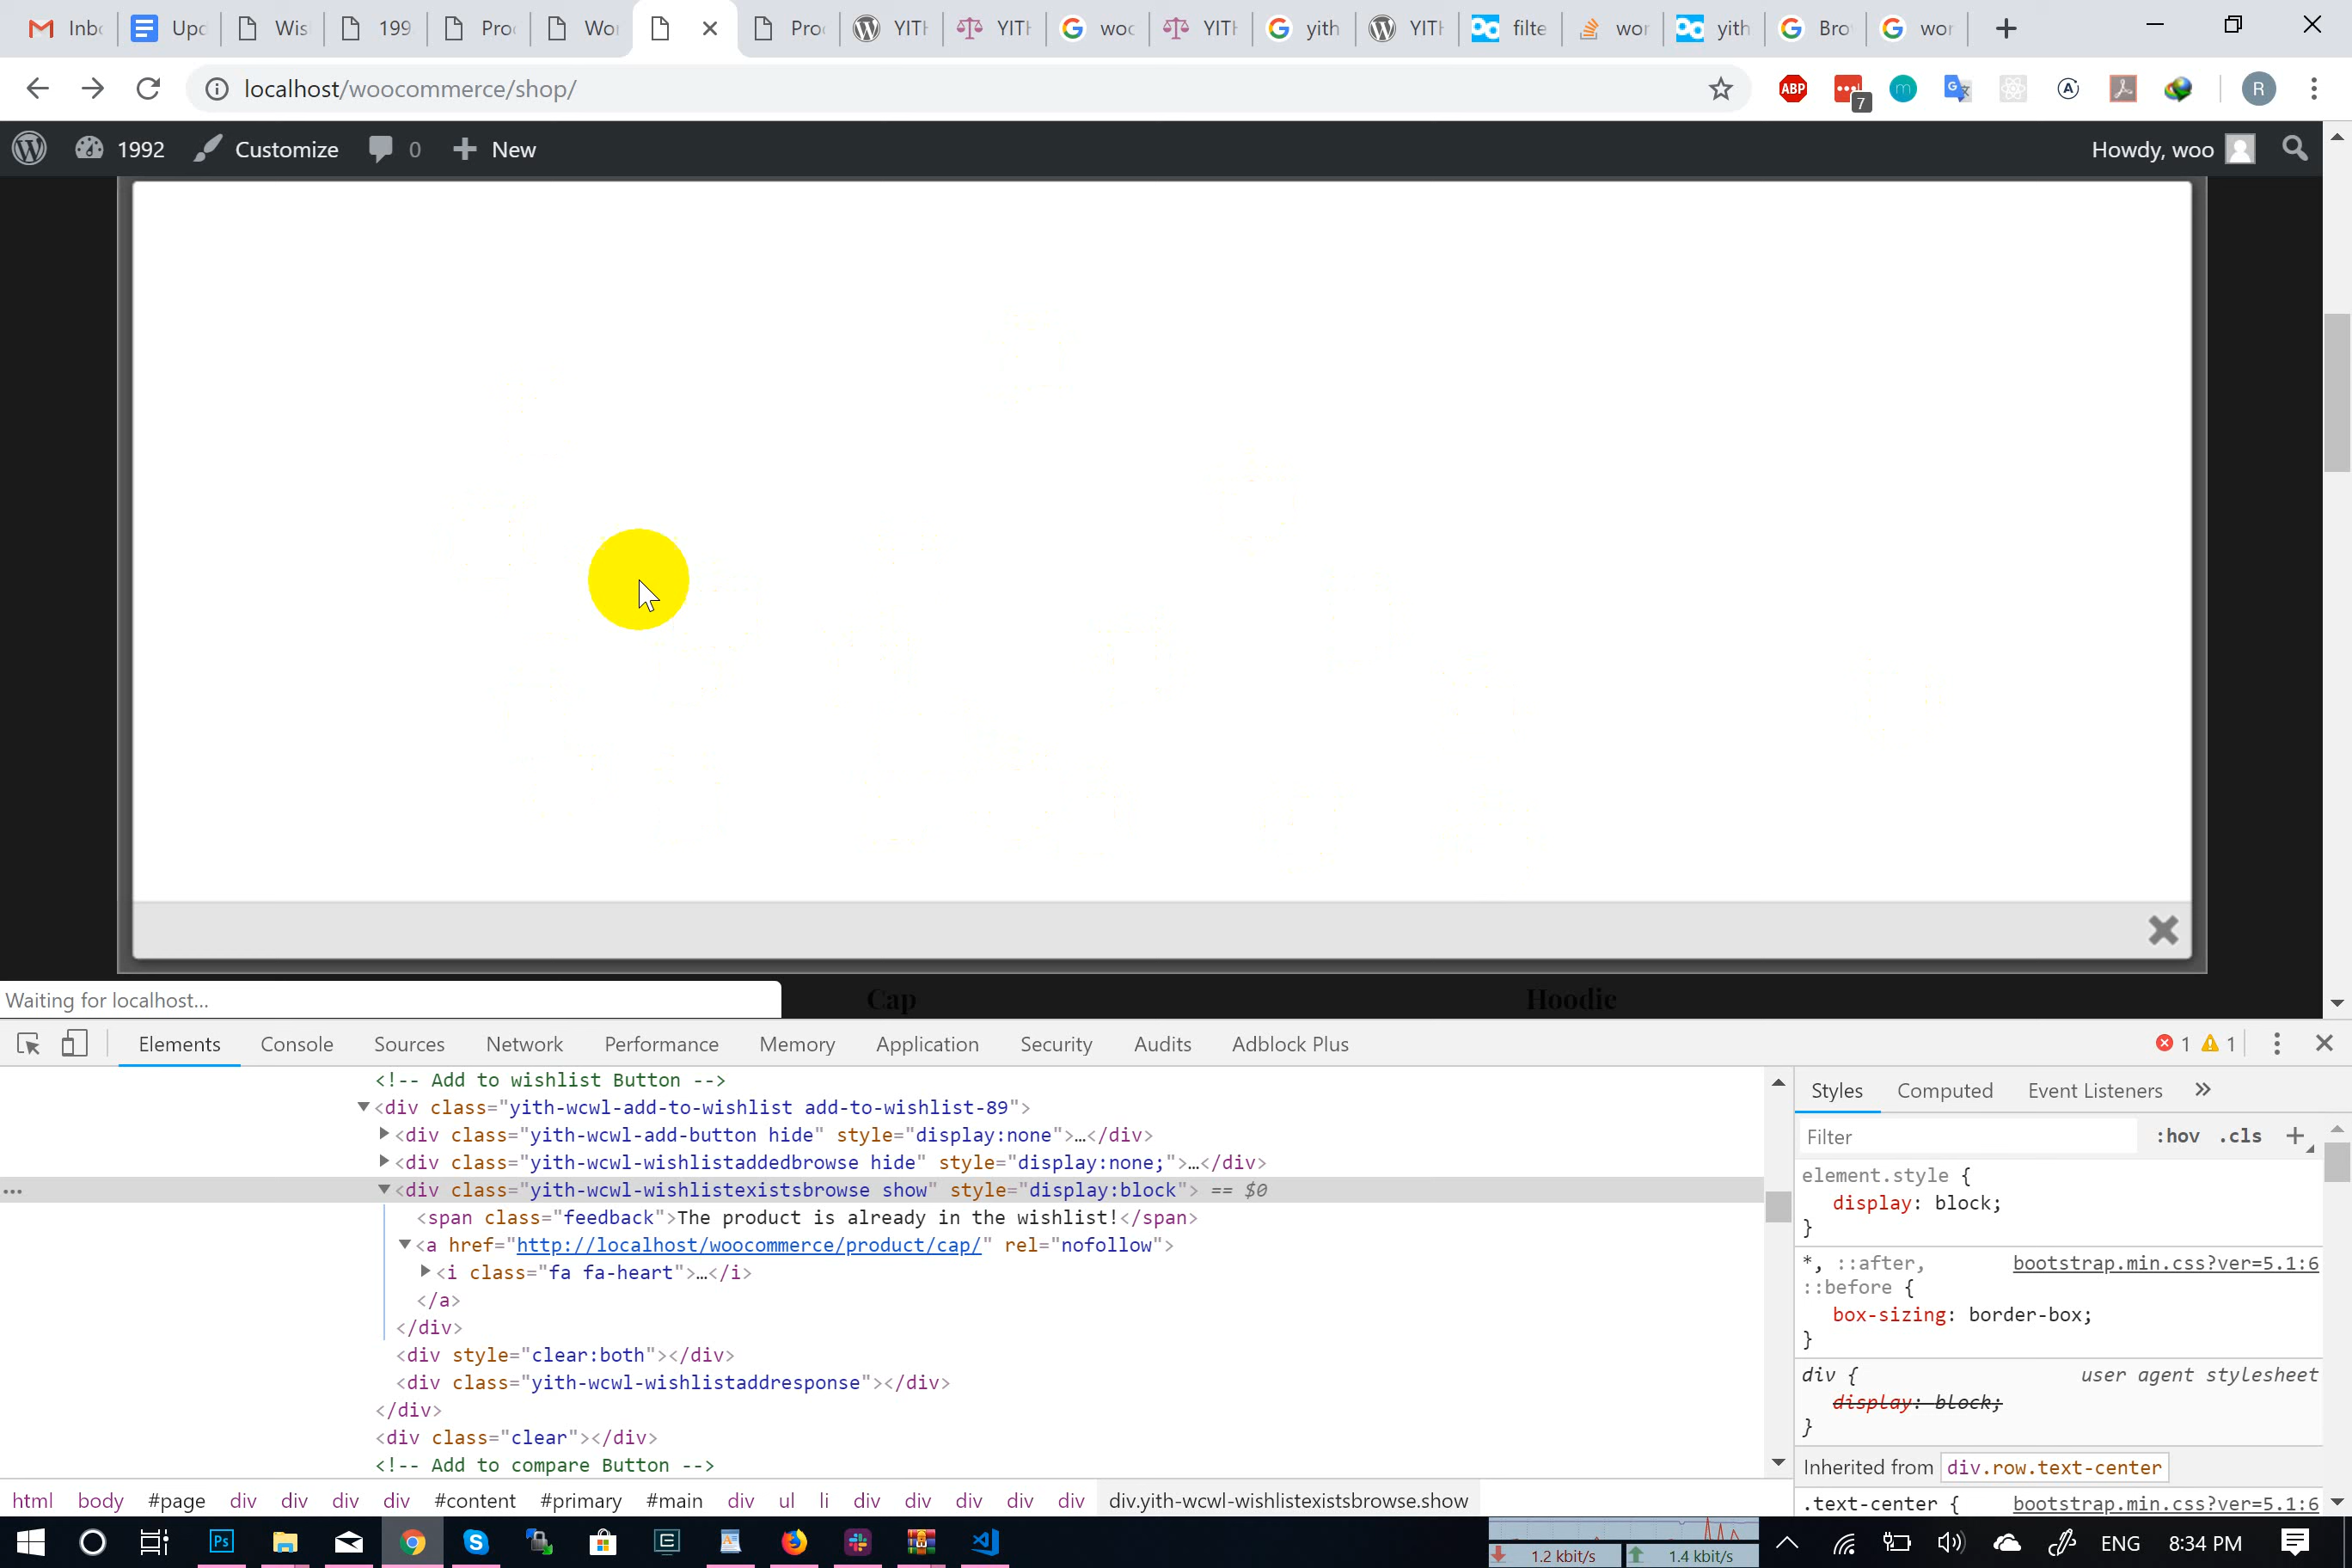 Inbo Upd Wis 199 Proc Wor Proc YITH YITH woo YITH yith YITH filte wor yith Brov wor
localhost/woocommerce/shop/
ABP 7 m A R
1992 Customize 0 New Howdy, woo
Waiting for localhost...
Cap Hoodie
Elements Console Sources Network Performance Memory Application Security Audits Adblock Plus 1 1
<!-- Add to wishlist Button -->
<div class="yith-wcwl-add-to-wishlist add-to-wishlist-89">
<div class="yith-wcwl-add-button hide" style="display:none">…</div>
<div class="yith-wcwl-wishlistaddedbrowse hide" style="display:none;">…</div>
<div class="yith-wcwl-wishlistexistsbrowse show" style="display:block"> == $0
<span class="feedback">The product is already in the wishlist!</span>
<a href="http://localhost/woocommerce/product/cap/" rel="nofollow">
<i class="fa fa-heart">…</i>
</a>
</div>
<div style="clear:both"></div>
<div class="yith-wcwl-wishlistaddresponse"></div>
</div>
<div class="clear"></div>
<!-- Add to compare Button -->
html body #page div div div div #content #primary #main div ul li div div div div div div.yith-wcwl-wishlistexistsbrowse.show
Styles Computed Event Listeners
Filter :hov .cls
element.style {
display: block;
}
*, ::after, bootstrap.min.css?ver=5.1:6
::before {
box-sizing: border-box;
}
div { user agent stylesheet
display: block;
}
Inherited from div.row.text-center
.text-center { bootstrap.min.css?ver=5.1:6
Ps 1.2 kbit/s 1.4 kbit/s ENG 8:34 PM